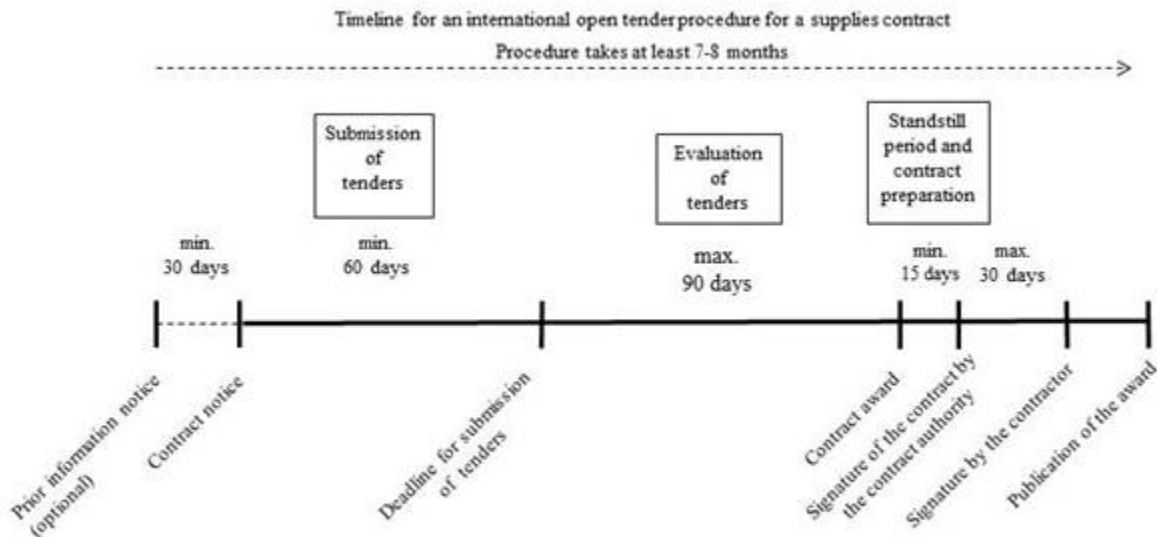 Timeline for an international open tender procedure for a supplies contract
Procedure takes at least 7-8 months
Submission
of
tenders
Evaluation
of
tenders
Standstill
period and
contract
preparation
min.
30 days
min.
60 days
max.
90 days
min.
15 days
max.
30 days
Prior information notice
(optional)
Contract notice
Deadline for submission
of tenders
Contract award
Signature of the contract by
the contract authority
Signature by the contractor
Publication of the award